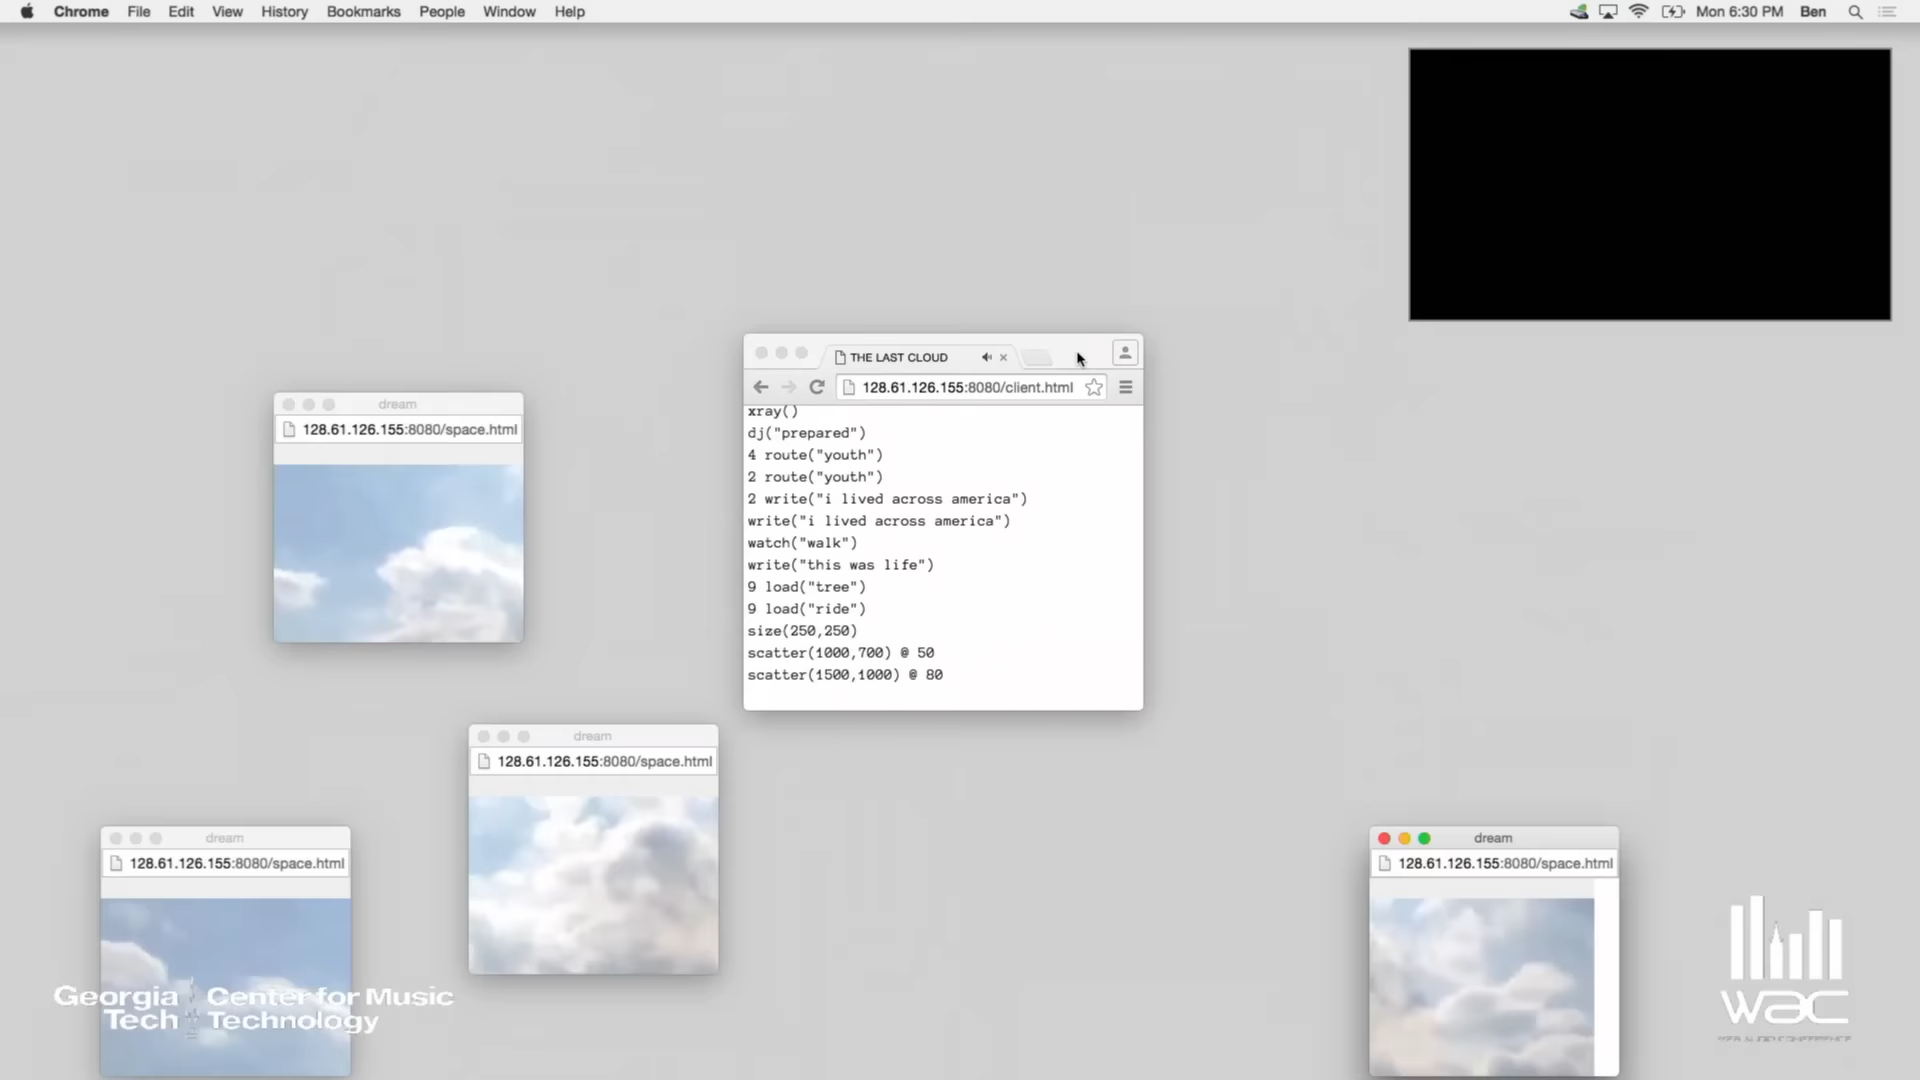 Chrome File Edit View History Bookmarks People Window Help
Mon 6:30 PM Ben
THE LAST CLOUD
128.61.126.155:8080/client.html
xray()
dj("prepared")
4 route("youth")
2 route("youth")
2 write("i lived across america")
write("i lived across america")
watch("walk")
write("this was life")
9 load("tree")
9 load("ride")
size(250,250)
scatter(1000,700) @ 50
scatter(1500,1000) @ 80
dream
128.61.126.155:8080/space.html
dream
128.61.126.155:8080/space.html
dream
128.61.126.155:8080/space.html
dream
128.61.126.155:8080/space.html
Georgia Tech
Center for Music Technology
wac
WEB AUDIO CONFERENCE